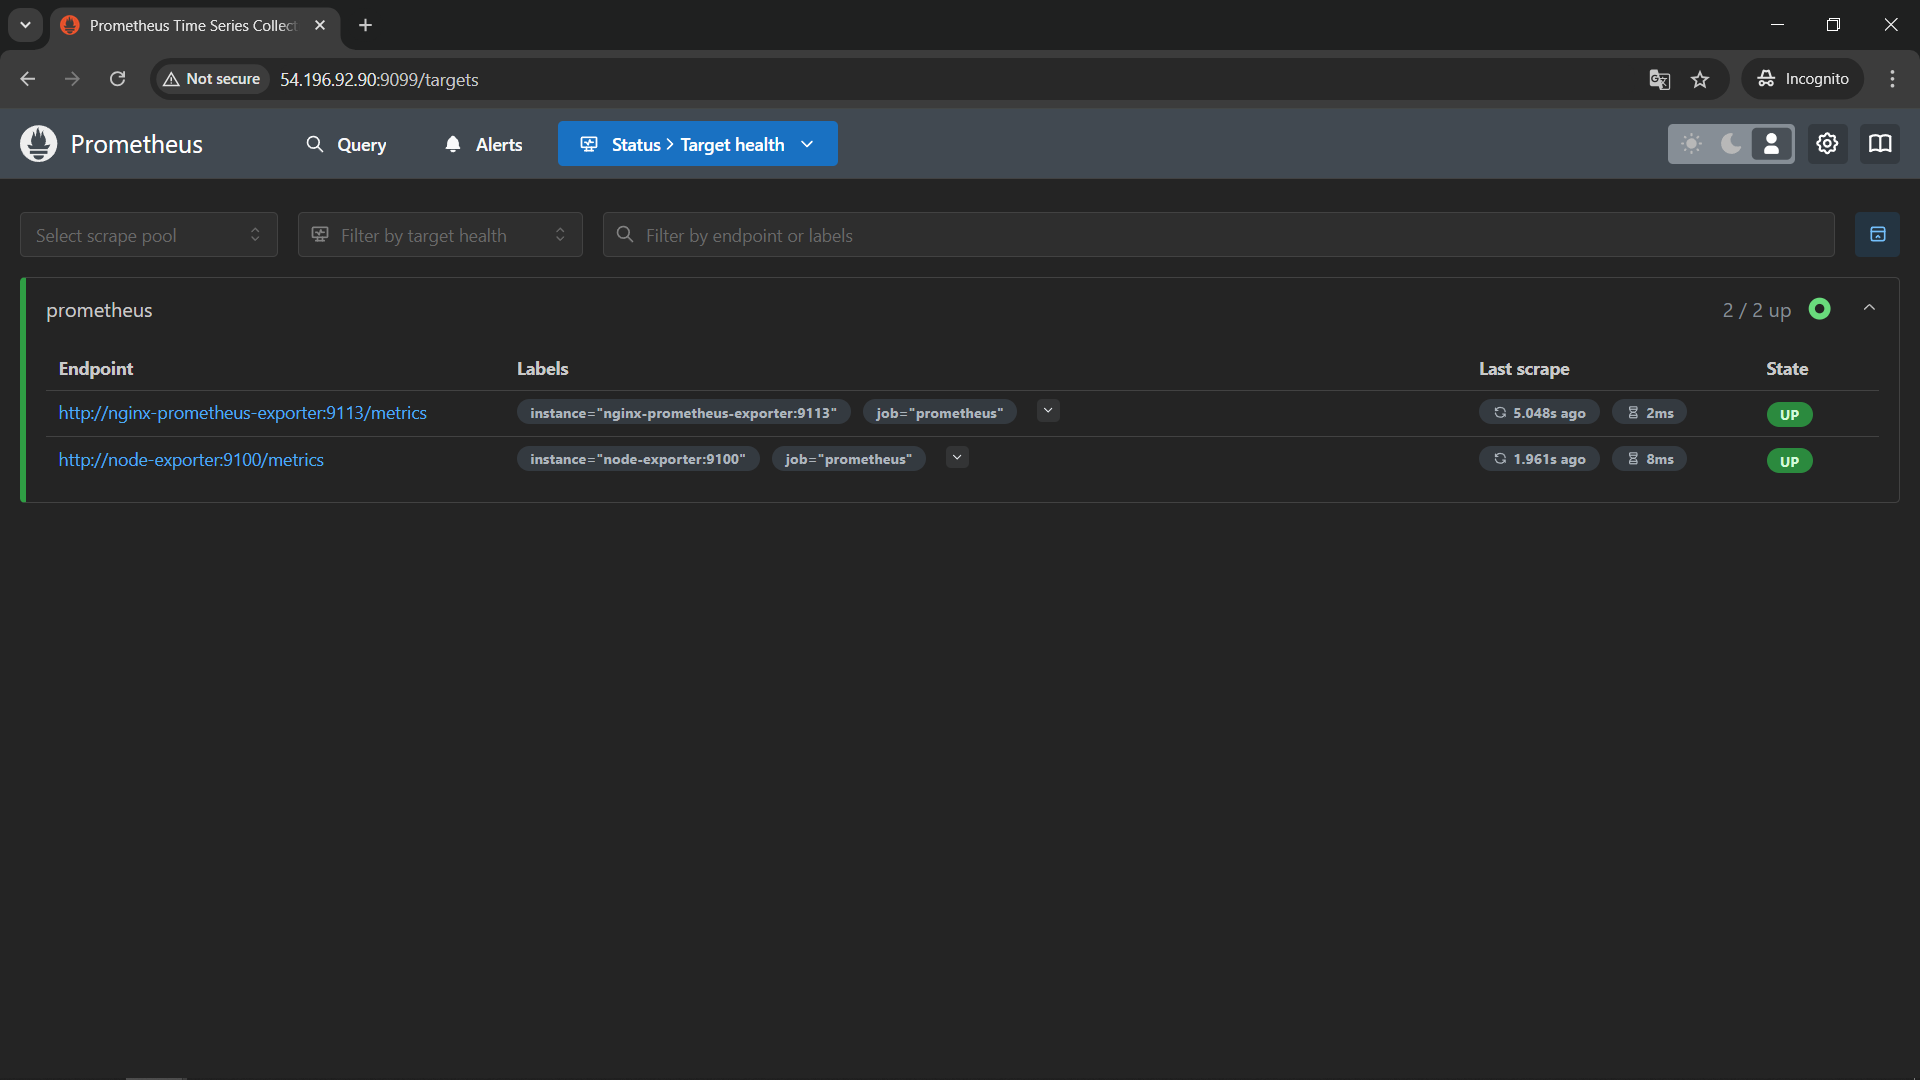 Prometheus Time Series Collect
Not secure
54.196.92.90:9099/targets
Incognito
Prometheus
Query
Alerts
Status > Target health
Select scrape pool
Filter by target health
Filter by endpoint or labels
prometheus
2 / 2 up
Endpoint Labels Last scrape State
http://nginx-prometheus-exporter:9113/metrics instance="nginx-prometheus-exporter:9113" job="prometheus" 5.048s ago 2ms UP
http://node-exporter:9100/metrics instance="node-exporter:9100" job="prometheus" 1.961s ago 8ms UP